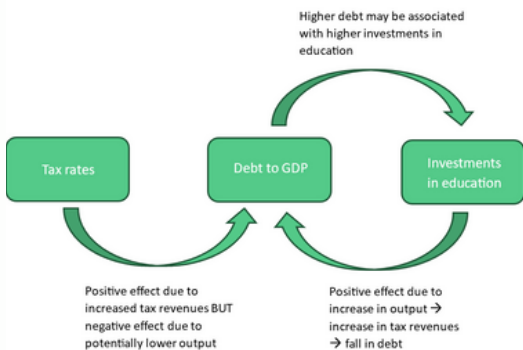 Higher debt may be associated
with higher investments in
education
Tax rates
Debt to GDP
Investments
in education
Positive effect due to
increased tax revenues BUT
negative effect due to
potentially lower output
Positive effect due to
increase in output →
increase in tax revenues
→ fall in debt